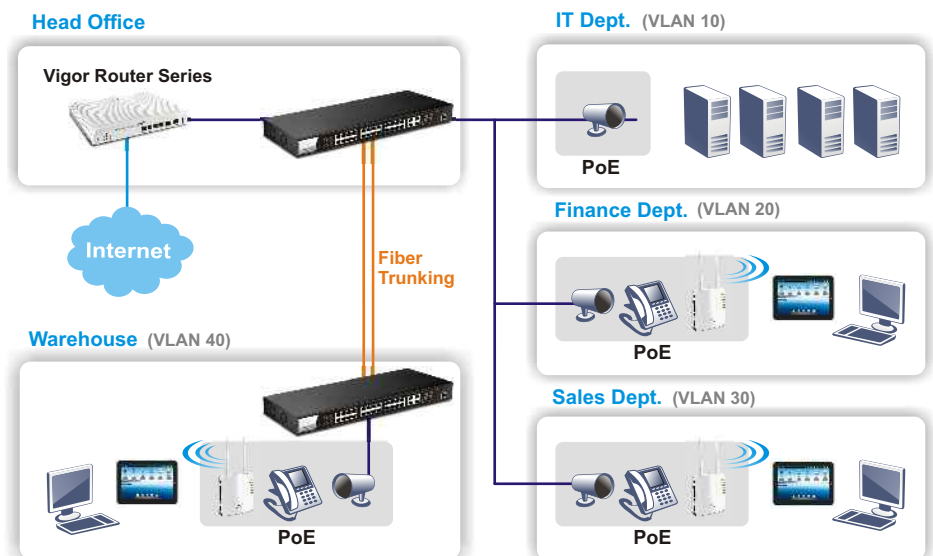 Head Office
Vigor Router Series
Internet
Fiber
Trunking
Warehouse (VLAN 40)
PoE
IT Dept. (VLAN 10)
PoE
Finance Dept. (VLAN 20)
PoE
Sales Dept. (VLAN 30)
PoE